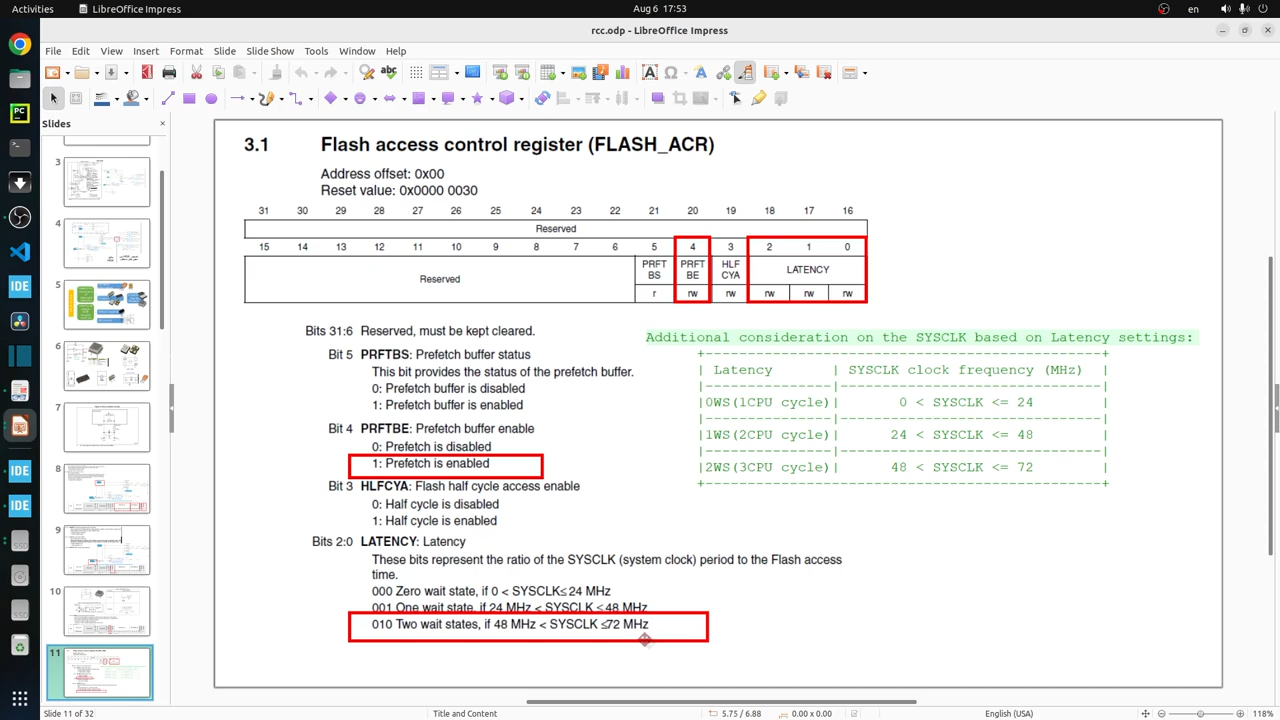 Activities
LibreOffice Impress
Aug 6 17:53
en
rcc.odp - LibreOffice Impress
File Edit View Insert Format Slide Slide Show Tools Window Help
Slides
3
4
5
6
7
8
9
10
11
3.1 Flash access control register (FLASH_ACR)
Address offset: 0x00
Reset value: 0x0000 0030
31 30 29 28 27 26 25 24 23 22 21 20 19 18 17 16
Reserved
15 14 13 12 11 10 9 8 7 6 5 4 3 2 1 0
Reserved
PRFT BS
PRFT BE
HLF CYA
LATENCY
r rw rw rw rw rw
Bits 31:6 Reserved, must be kept cleared.
Bit 5 PRFTBS: Prefetch buffer status
This bit provides the status of the prefetch buffer.
0: Prefetch buffer is disabled
1: Prefetch buffer is enabled
Bit 4 PRFTBE: Prefetch buffer enable
0: Prefetch is disabled
1: Prefetch is enabled
Bit 3 HLFCYA: Flash half cycle access enable
0: Half cycle is disabled
1: Half cycle is enabled
Bits 2:0 LATENCY: Latency
These bits represent the ratio of the SYSCLK (system clock) period to the Flash access
time.
000 Zero wait state, if 0 < SYSCLK≤ 24 MHz
001 One wait state, if 24 MHz < SYSCLK ≤ 48 MHz
010 Two wait states, if 48 MHz < SYSCLK ≤72 MHz
Additional consideration on the SYSCLK based on Latency settings:
+---------------------------------------------+
| Latency | SYSCLK clock frequency (MHz) |
|--------------|------------------------------|
|0WS(1CPU cycle)| 0 < SYSCLK <= 24 |
|--------------|------------------------------|
|1WS(2CPU cycle)| 24 < SYSCLK <= 48 |
|--------------|------------------------------|
|2WS(3CPU cycle)| 48 < SYSCLK <= 72 |
+---------------------------------------------+
Slide 11 of 32
Title and Content
5.75 / 6.88
0.00 x 0.00
English (USA)
118%